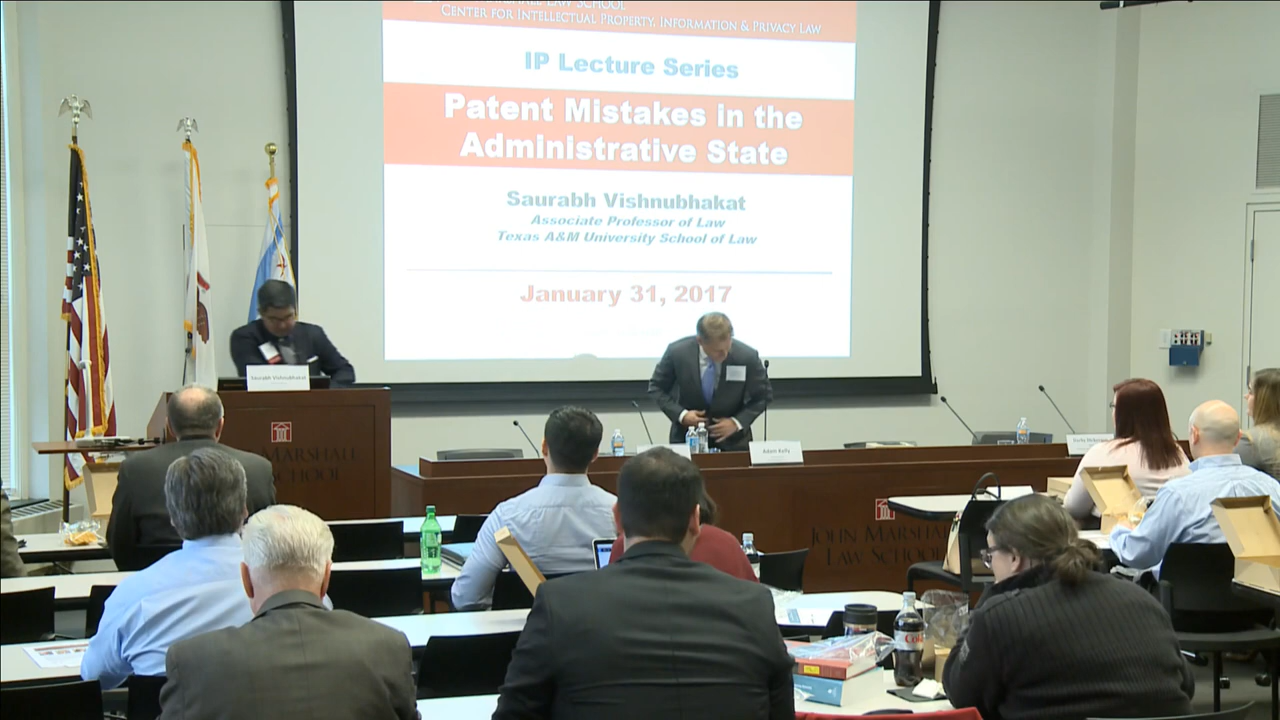 CENTER FOR INTELLECTUAL PROPERTY, INFORMATION & PRIVACY LAW
IP Lecture Series
Patent Mistakes in the
Administrative State
Saurabh Vishnubhakat
Associate Professor of Law
Texas A&M University School of Law
January 31, 2017
Saurabh Vishnubhakat
Adam Kelly
MARSHALL
SCHOOL
JOHN MARSHALL
LAW SCHOOL
Coke